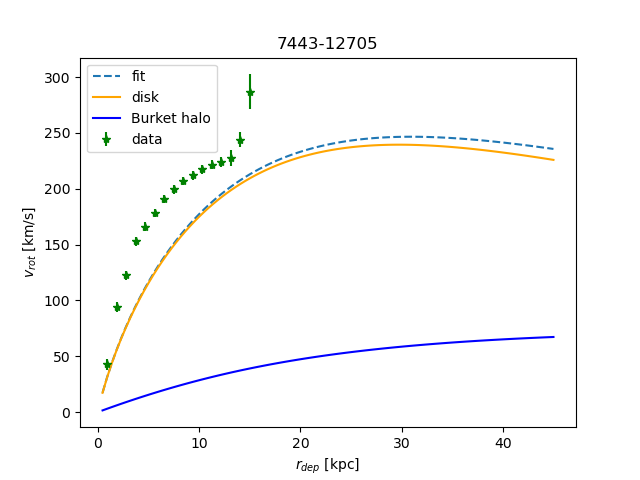 7443-12705
fit
disk
Burket halo
data
300
250
200
150
100
50
0
v_rot [km/s]
0 10 20 30 40
r_dep [kpc]